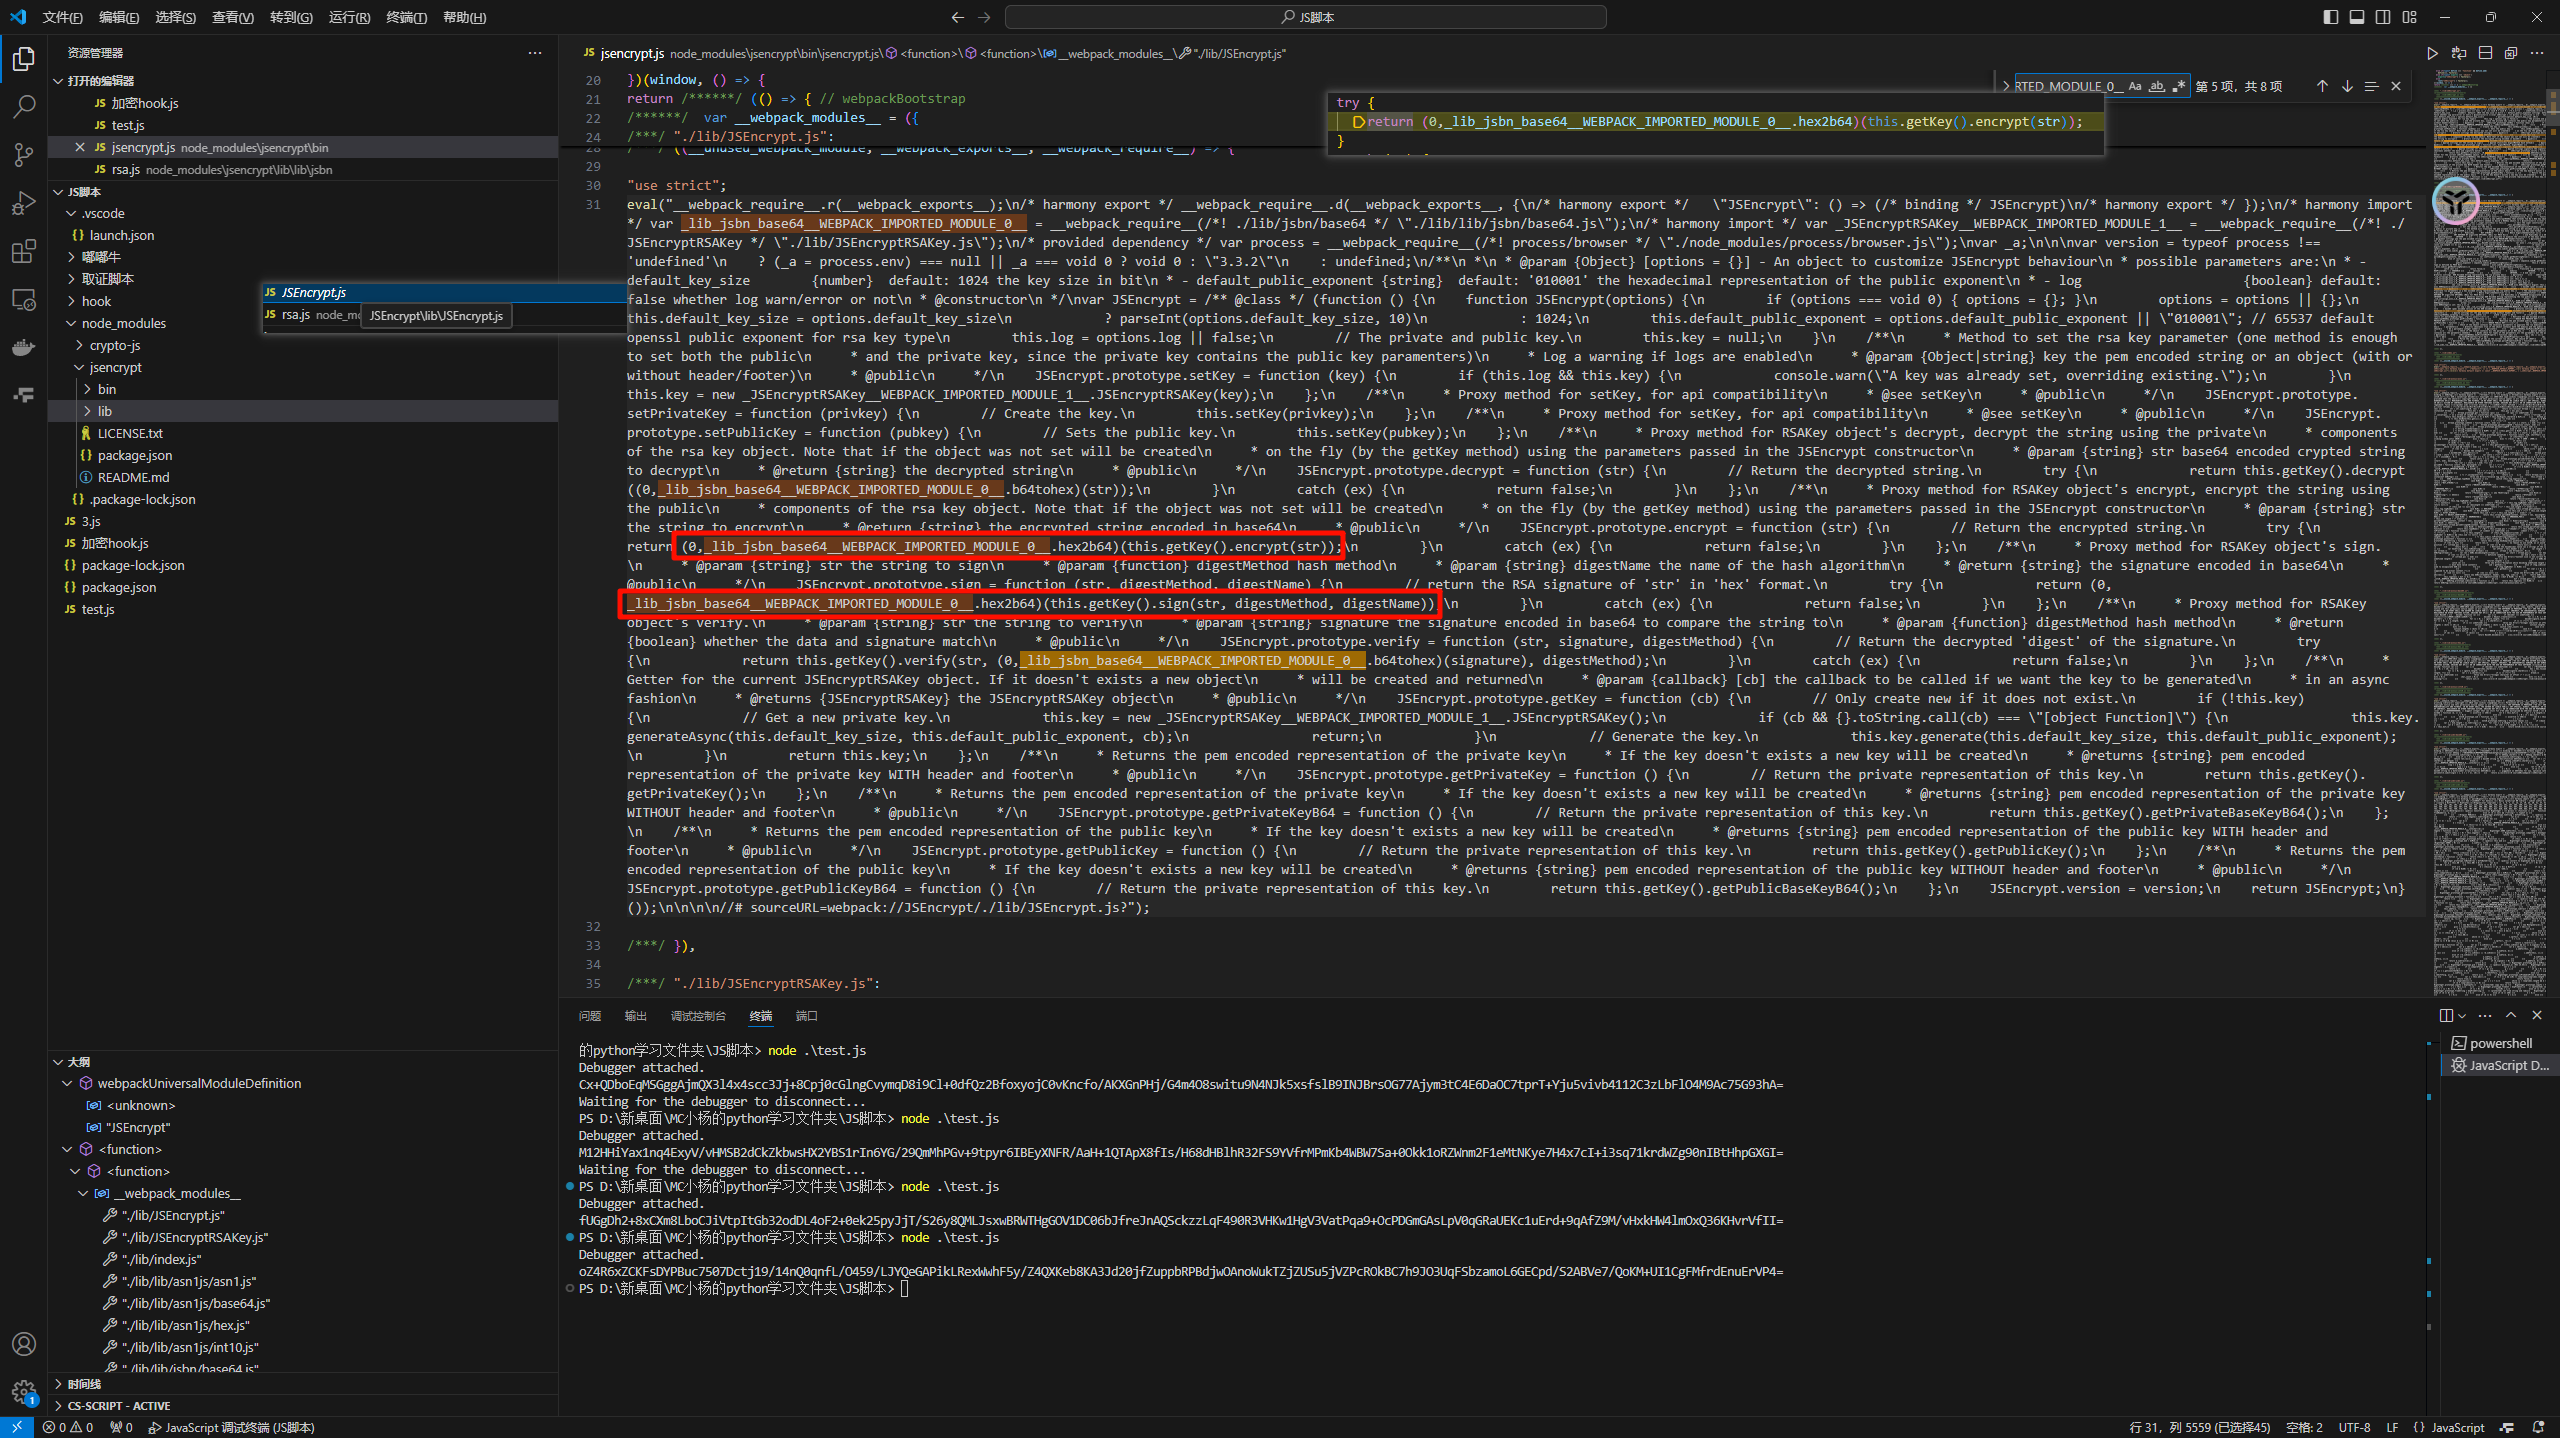 文件(F) 编辑(E) 选择(S) 查看(V) 转到(G) 运行(R) 终端(T) 帮助(H)
JS脚本
资源管理器
打开的编辑器
JS 加密hook.js
JS test.js
JS jsencrypt.js node_modules\jsencrypt\bin
JS rsa.js node_modules\jsencrypt\lib\lib\jsbn
JS脚本
.vscode
{} launch.json
嘟嘟牛
取证脚本
hook
node_modules
crypto-js
jsencrypt
bin
lib
LICENSE.txt
{} package.json
README.md
{} .package-lock.json
JS 3.js
JS 加密hook.js
{} package-lock.json
{} package.json
JS test.js
JS JSEncrypt.js
JS rsa.js node_m
JSEncrypt\lib\JSEncrypt.js
大纲
webpackUniversalModuleDefinition
<unknown>
"JSEncrypt"
<function>
<function>
__webpack_modules__
"./lib/JSEncrypt.js"
"./lib/JSEncryptRSAKey.js"
"./lib/index.js"
"./lib/lib/asn1js/asn1.js"
"./lib/lib/asn1js/base64.js"
"./lib/lib/asn1js/hex.js"
"./lib/lib/asn1js/int10.js"
"./lib/lib/jsbn/base64.js"
时间线
CS-SCRIPT - ACTIVE
JS jsencrypt.js node_modules\jsencrypt\bin\jsencrypt.js\<function>\<function>\__webpack_modules__\"./lib/JSEncrypt.js"
RTED_MODULE_0__ Aa ab 第 5 项，共 8 项
try {
return (0,_lib_jsbn_base64__WEBPACK_IMPORTED_MODULE_0__.hex2b64)(this.getKey().encrypt(str));
}
20 })(window, () => {
21 return /******/ (() => { // webpackBootstrap
22 /******/ var __webpack_modules__ = ({
24 /***/ "./lib/JSEncrypt.js":
28 /***/ ((__unused_webpack_module, __webpack_exports__, __webpack_require__) => {
29
30 "use strict";
31 eval("__webpack_require__.r(__webpack_exports__);\n/* harmony export */ __webpack_require__.d(__webpack_exports__, {\n/* harmony export */   \"JSEncrypt\": () => (/* binding */ JSEncrypt)\n/* harmony export */ });\n/* harmony import
*/ var _lib_jsbn_base64__WEBPACK_IMPORTED_MODULE_0__ = __webpack_require__(/*! ./lib/jsbn/base64 */ \"./lib/lib/jsbn/base64.js\");\n/* harmony import */ var _JSEncryptRSAKey__WEBPACK_IMPORTED_MODULE_1__ = __webpack_require__(/*! ./
JSEncryptRSAKey */ \"./lib/JSEncryptRSAKey.js\");\n/* provided dependency */ var process = __webpack_require__(/*! process/browser */ \"./node_modules/process/browser.js\");\nvar _a;\n\n\nvar version = typeof process !==
'undefined'\n    ? (_a = process.env) === null || _a === void 0 ? void 0 : \"3.3.2\"\n    : undefined;\n/**\n *\n * @param {Object} [options = {}] - An object to customize JSEncrypt behaviour\n * possible parameters are:\n * -
default_key_size        {number}  default: 1024 the key size in bit\n * - default_public_exponent {string}  default: '010001' the hexadecimal representation of the public exponent\n * - log                     {boolean} default:
false whether log warn/error or not\n * @constructor\n */\nvar JSEncrypt = /** @class */ (function () {\n    function JSEncrypt(options) {\n        if (options === void 0) { options = {}; }\n        options = options || {};\n
this.default_key_size = options.default_key_size\n            ? parseInt(options.default_key_size, 10)\n            : 1024;\n        this.default_public_exponent = options.default_public_exponent || \"010001\"; // 65537 default
openssl public exponent for rsa key type\n        this.log = options.log || false;\n        // The private and public key.\n        this.key = null;\n    }\n    /**\n     * Method to set the rsa key parameter (one method is enough
to set both the public\n     * and the private key, since the private key contains the public key paramenters)\n     * Log a warning if logs are enabled\n     * @param {Object|string} key the pem encoded string or an object (with or
without header/footer)\n     * @public\n     */\n    JSEncrypt.prototype.setKey = function (key) {\n        if (this.log && this.key) {\n            console.warn(\"A key was already set, overriding existing.\");\n        }\n
this.key = new _JSEncryptRSAKey__WEBPACK_IMPORTED_MODULE_1__.JSEncryptRSAKey(key);\n    };\n    /**\n     * Proxy method for setKey, for api compatibility\n     * @see setKey\n     * @public\n     */\n    JSEncrypt.prototype.
setPrivateKey = function (privkey) {\n        // Create the key.\n        this.setKey(privkey);\n    };\n    /**\n     * Proxy method for setKey, for api compatibility\n     * @see setKey\n     * @public\n     */\n    JSEncrypt.
prototype.setPublicKey = function (pubkey) {\n        // Sets the public key.\n        this.setKey(pubkey);\n    };\n    /**\n     * Proxy method for RSAKey object's decrypt, decrypt the string using the private\n     * components
of the rsa key object. Note that if the object was not set will be created\n     * on the fly (by the getKey method) using the parameters passed in the JSEncrypt constructor\n     * @param {string} str base64 encoded crypted string
to decrypt\n     * @return {string} the decrypted string\n     * @public\n     */\n    JSEncrypt.prototype.decrypt = function (str) {\n        // Return the decrypted string.\n        try {\n            return this.getKey().decrypt
((0,_lib_jsbn_base64__WEBPACK_IMPORTED_MODULE_0__.b64tohex)(str));\n        }\n        catch (ex) {\n            return false;\n        }\n    };\n    /**\n     * Proxy method for RSAKey object's encrypt, encrypt the string using
the public\n     * components of the rsa key object. Note that if the object was not set will be created\n     * on the fly (by the getKey method) using the parameters passed in the JSEncrypt constructor\n     * @param {string} str
the string to encrypt\n     * @return {string} the encrypted string encoded in base64\n     * @public\n     */\n    JSEncrypt.prototype.encrypt = function (str) {\n        // Return the encrypted string.\n        try {\n
return (0,_lib_jsbn_base64__WEBPACK_IMPORTED_MODULE_0__.hex2b64)(this.getKey().encrypt(str));\n        }\n        catch (ex) {\n            return false;\n        }\n    };\n    /**\n     * Proxy method for RSAKey object's sign.
\n     * @param {string} str the string to sign\n     * @param {function} digestMethod hash method\n     * @param {string} digestName the name of the hash algorithm\n     * @return {string} the signature encoded in base64\n     *
@public\n     */\n    JSEncrypt.prototype.sign = function (str, digestMethod, digestName) {\n        // return the RSA signature of 'str' in 'hex' format.\n        try {\n            return (0,
_lib_jsbn_base64__WEBPACK_IMPORTED_MODULE_0__.hex2b64)(this.getKey().sign(str, digestMethod, digestName));\n        }\n        catch (ex) {\n            return false;\n        }\n    };\n    /**\n     * Proxy method for RSAKey
object's verify.\n     * @param {string} str the string to verify\n     * @param {string} signature the signature encoded in base64 to compare the string to\n     * @param {function} digestMethod hash method\n     * @return
{boolean} whether the data and signature match\n     * @public\n     */\n    JSEncrypt.prototype.verify = function (str, signature, digestMethod) {\n        // Return the decrypted 'digest' of the signature.\n        try
{\n            return this.getKey().verify(str, (0,_lib_jsbn_base64__WEBPACK_IMPORTED_MODULE_0__.b64tohex)(signature), digestMethod);\n        }\n        catch (ex) {\n            return false;\n        }\n    };\n    /**\n     *
Getter for the current JSEncryptRSAKey object. If it doesn't exists a new object\n     * will be created and returned\n     * @param {callback} [cb] the callback to be called if we want the key to be generated\n     * in an async
fashion\n     * @returns {JSEncryptRSAKey} the JSEncryptRSAKey object\n     * @public\n     */\n    JSEncrypt.prototype.getKey = function (cb) {\n        // Only create new if it does not exist.\n        if (!this.key)
{\n            // Get a new private key.\n            this.key = new _JSEncryptRSAKey__WEBPACK_IMPORTED_MODULE_1__.JSEncryptRSAKey();\n            if (cb && {}.toString.call(cb) === \"[object Function]\") {\n                this.key.
generateAsync(this.default_key_size, this.default_public_exponent, cb);\n                return;\n            }\n            // Generate the key.\n            this.key.generate(this.default_key_size, this.default_public_exponent);
\n        }\n        return this.key;\n    };\n    /**\n     * Returns the pem encoded representation of the private key\n     * If the key doesn't exists a new key will be created\n     * @returns {string} pem encoded
representation of the private key WITH header and footer\n     * @public\n     */\n    JSEncrypt.prototype.getPrivateKey = function () {\n        // Return the private representation of this key.\n        return this.getKey().
getPrivateKey();\n    };\n    /**\n     * Returns the pem encoded representation of the private key\n     * If the key doesn't exists a new key will be created\n     * @returns {string} pem encoded representation of the private key
WITHOUT header and footer\n     * @public\n     */\n    JSEncrypt.prototype.getPrivateKeyB64 = function () {\n        // Return the private representation of this key.\n        return this.getKey().getPrivateBaseKeyB64();\n    };
\n    /**\n     * Returns the pem encoded representation of the public key\n     * If the key doesn't exists a new key will be created\n     * @returns {string} pem encoded representation of the public key WITH header and
footer\n     * @public\n     */\n    JSEncrypt.prototype.getPublicKey = function () {\n        // Return the private representation of this key.\n        return this.getKey().getPublicKey();\n    };\n    /**\n     * Returns the pem
encoded representation of the public key\n     * If the key doesn't exists a new key will be created\n     * @returns {string} pem encoded representation of the public key WITHOUT header and footer\n     * @public\n     */\n
JSEncrypt.prototype.getPublicKeyB64 = function () {\n        // Return the private representation of this key.\n        return this.getKey().getPublicBaseKeyB64();\n    };\n    JSEncrypt.version = version;\n    return JSEncrypt;\n}
());\n\n\n\n//# sourceURL=webpack://JSEncrypt/./lib/JSEncrypt.js?");
32
33 /***/ }),
34
35 /***/ "./lib/JSEncryptRSAKey.js":
问题 输出 调试控制台 终端 端口
powershell
JavaScript D...
的python学习文件夹\JS脚本> node .\test.js
Debugger attached.
Cx+QDboEqMSGggAjmQX3l4x4scc3Jj+8Cpj0cGlngCvymqD8i9Cl+0dfQz2BfoxyojC0vKncfo/AKXGnPHj/G4m4O8switu9N4NJk5xsfslB9INJBrsOG77Ajym3tC4E6DaOC7tprT+Yju5vivb4112C3zLbFlO4M9Ac75G93hA=
Waiting for the debugger to disconnect...
PS D:\新桌面\MC小杨的python学习文件夹\JS脚本> node .\test.js
Debugger attached.
M12HHiYax1nq4ExyV/vHMSB2dCkZkbwsHX2YBS1rIn6YG/29QmMhPGv+9tpyr6IBEyXNFR/AaH+1QTApX8fIs/H68dHBlhR32FS9YVfrMPmKb4WBW7Sa+0Okk1oRZWnm2F1eMtNKye7H4x7cI+i3sq71krdWZg90nIBtHhpGXGI=
Waiting for the debugger to disconnect...
PS D:\新桌面\MC小杨的python学习文件夹\JS脚本> node .\test.js
Debugger attached.
fUGgDh2+8xCXm8LboCJiVtpItGb32odDL4oF2+0ek25pyJjT/S26y8QMLJsxwBRWTHgGOV1DC06bJfreJnAQSckzzLqF490R3VHKw1HgV3VatPqa9+OcPDGmGAsLpV0qGRaUEKc1uErd+9qAfZ9M/vHxkHW4lmOxQ36KHvrVfII=
PS D:\新桌面\MC小杨的python学习文件夹\JS脚本> node .\test.js
Debugger attached.
oZ4R6xZCKFsDYPBuc7507Dctj19/14nQ0qnfL/O459/LJYQeGAPikLRexWwhF5y/Z4QXKeb8KA3Jd20jfZuppbRPBdjwOAnoWukTZjZUSu5jVZPcROkBC7h9JO3UqFSbzamoL6GECpd/S2ABVe7/QoKM+UI1CgFMfrdEnuErVP4=
PS D:\新桌面\MC小杨的python学习文件夹\JS脚本>
1
0 0 0 JavaScript 调试终端 (JS脚本) 行 31，列 5559 (已选择45) 空格: 2 UTF-8 LF {} JavaScript